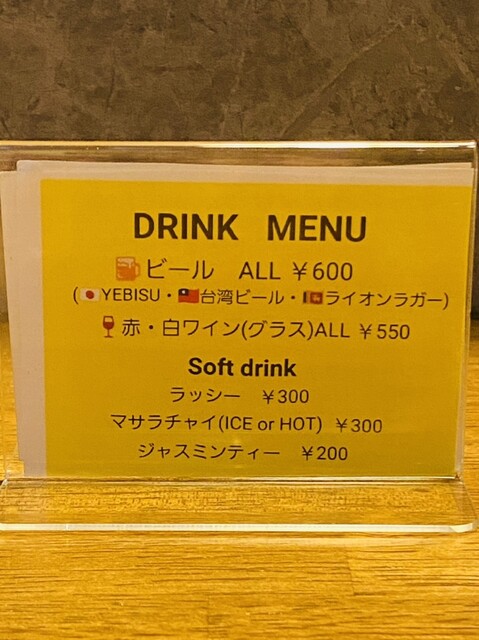 DRINK MENU
🍺ビール ALL ¥600
(🇯🇵YEBISU・🇹🇼台湾ビール・🇱🇰ライオンラガー)
🍷赤・白ワイン(グラス)ALL ¥550
Soft drink
ラッシー ¥300
マサラチャイ(ICE or HOT) ¥300
ジャスミンティー ¥200